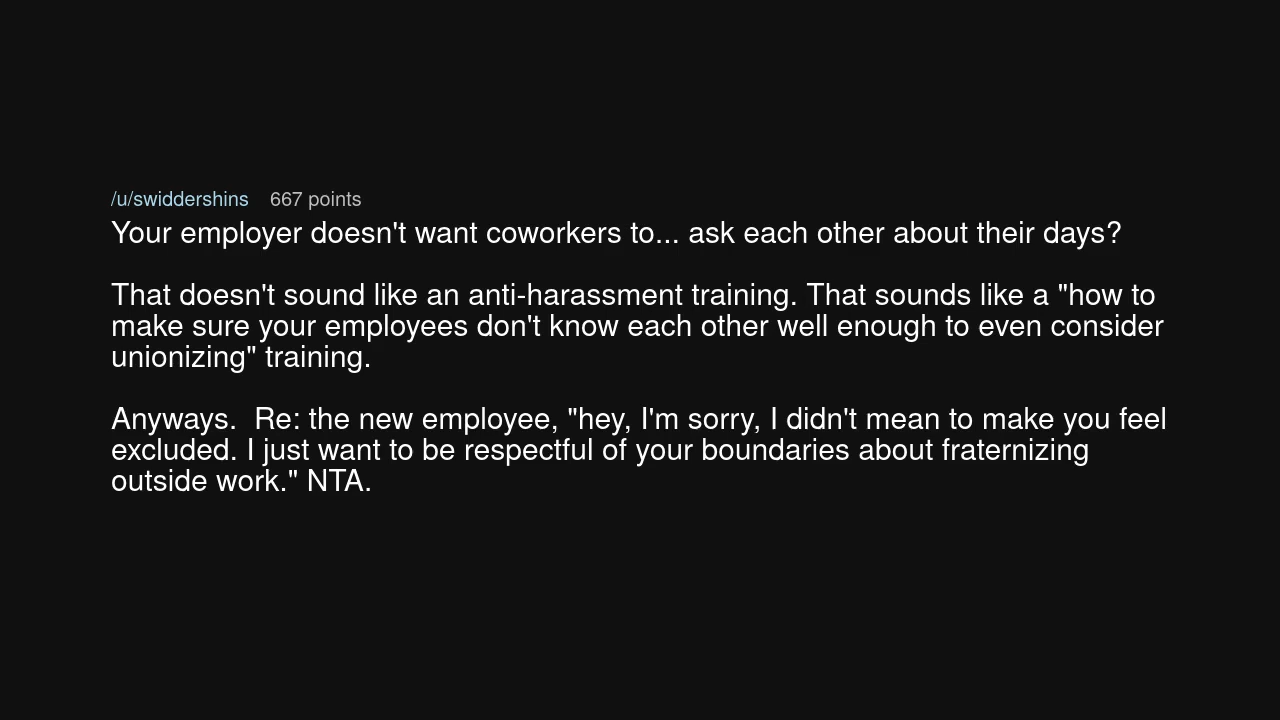 /u/swiddershins 667 points
Your employer doesn't want coworkers to... ask each other about their days?
That doesn't sound like an anti-harassment training. That sounds like a "how to
make sure your employees don't know each other well enough to even consider
unionizing" training.
Anyways.  Re: the new employee, "hey, I'm sorry, I didn't mean to make you feel
excluded. I just want to be respectful of your boundaries about fraternizing
outside work." NTA.